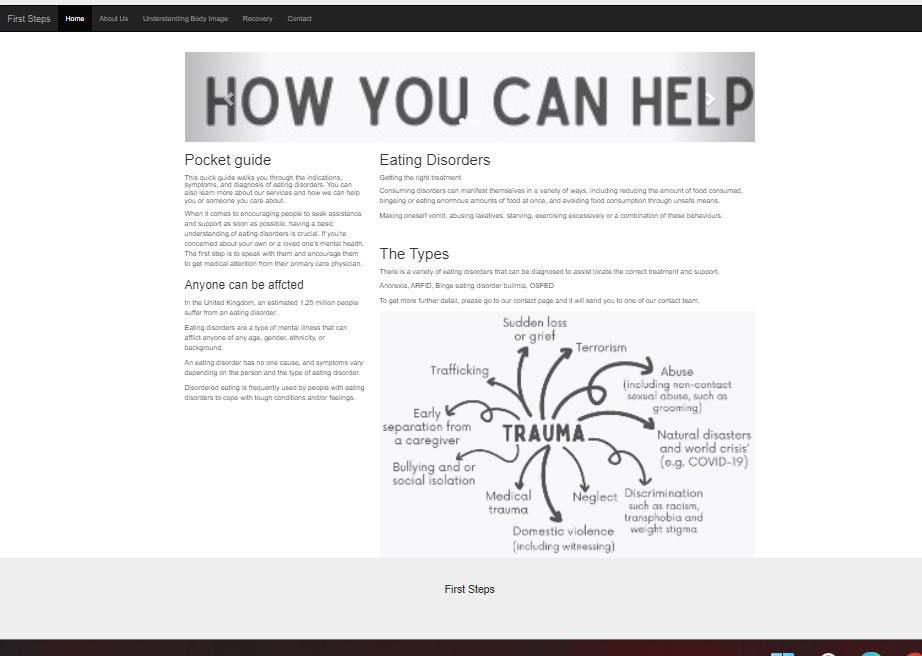 First Steps Home About Us Understanding Body Image Recovery Contact
HOW YOU CAN HELP
Pocket guide
This quick guide walks you through the indications,
symptoms, and diagnosis of eating disorders. You can
also learn more about our services and how we can help
you or someone you care about.
When it comes to encouraging people to seek assistance
and support as soon as possible, having a basic
understanding of eating disorders is crucial. If you're
concerned about your own or a loved one's mental health.
The first step is to speak with them and encourage them
to get medical attention from their primary care physician.
Anyone can be affcted
In the United Kingdom, an estimated 1.25 million people
suffer from an eating disorder.
Eating disorders are a type of mental illness that can
afflict anyone of any age, gender, ethnicity, or
background.
An eating disorder has no one cause, and symptoms vary
depending on the person and the type of eating disorder.
Disordered eating is frequently used by people with eating
disorders to cope with tough conditions and/or feelings.
Eating Disorders
Getting the right treatment
Consuming disorders can manifest themselves in a variety of ways, including reducing the amount of food consumed,
bingeing or eating enormous amounts of food at once, and avoiding food consumption through unsafe means.
Making oneself vomit, abusing laxatives, starving, exercising excessively or a combination of these behaviours.
The Types
There is a variety of eating disorders that can be diagnosed to assist locate the correct treatment and support.
Anorexia, ARFID, Binge eating disorder bulimia, OSFED
To get more further detail, please go to our contact page and it will send you to one of our contact team.
Sudden loss
or grief
Terrorism
Trafficking
Abuse
(including non-contact
sexual abuse, such as
grooming)
Early
separation from
a caregiver
TRAUMA
Natural disasters
and world crisis'
(e.g. COVID-19)
Bullying and or
social isolation
Medical
trauma
Neglect
Discrimination
such as racism,
transphobia and
weight stigma
Domestic violence
(including witnessing)
First Steps